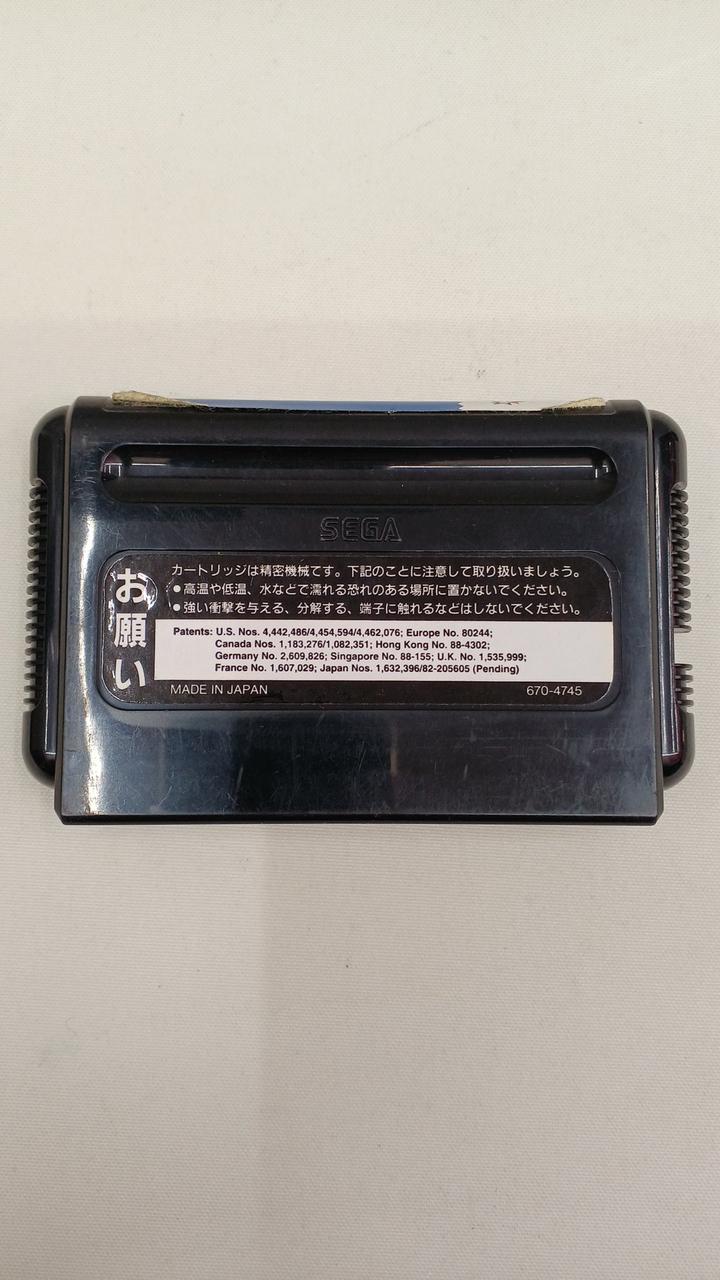 SEGA
お願い
カートリッジは精密機械です。下記のことに注意して取り扱いましょう。
●高温や低温、水などで濡れる恐れのある場所に置かないでください。
●強い衝撃を与える、分解する、端子に触れるなどはしないでください。
Patents: U.S. Nos. 4,442,486/4,454,594/4,462,076; Europe No. 80244;
Canada Nos. 1,183,276/1,082,351; Hong Kong No. 88-4302;
Germany No. 2,609,826; Singapore No. 88-155; U.K. No. 1,535,999;
France No. 1,607,029; Japan Nos. 1,632,396/82-205605 (Pending)
MADE IN JAPAN 670-4745